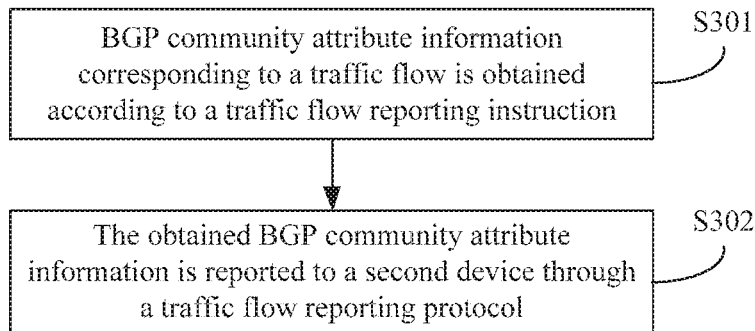 BGP community attribute information
corresponding to a traffic flow is obtained
according to a traffic flow reporting instruction
S301
The obtained BGP community attribute
information is reported to a second device through
a traffic flow reporting protocol
S302